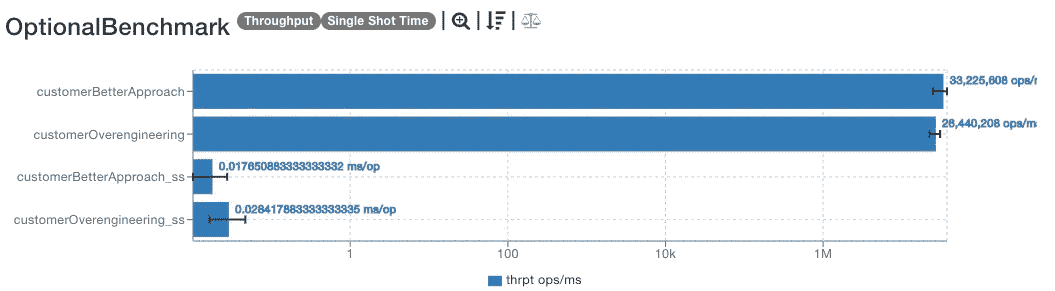 OptionalBenchmark Throughput Single Shot Time
customerBetterApproach 33,225,608 ops/
customerOverengineering 26,440,208 ops/ms
customerBetterApproach_ss 0.017650883333333332 ms/op
customerOverengineering_ss 0.028417883333333335 ms/op
1 100 10k 1M
thrpt ops/ms